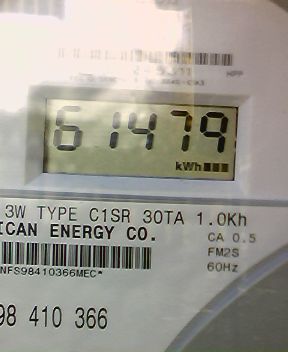 61479
kWh
3W TYPE C1SR 30TA 1.0Kh
ICAN ENERGY CO.
CA 0.5
FM2S
60Hz
NFS98410366MEC*
98 410 366